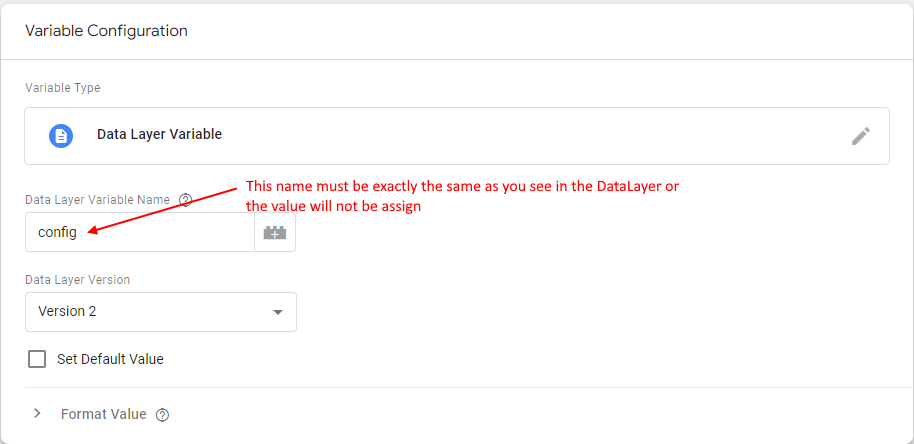 Variable Configuration
Variable Type
Data Layer Variable
This name must be exactly the same as you see in the DataLayer or
the value will not be assign
Data Layer Variable Name
config
Data Layer Version
Version 2
Set Default Value
Format Value